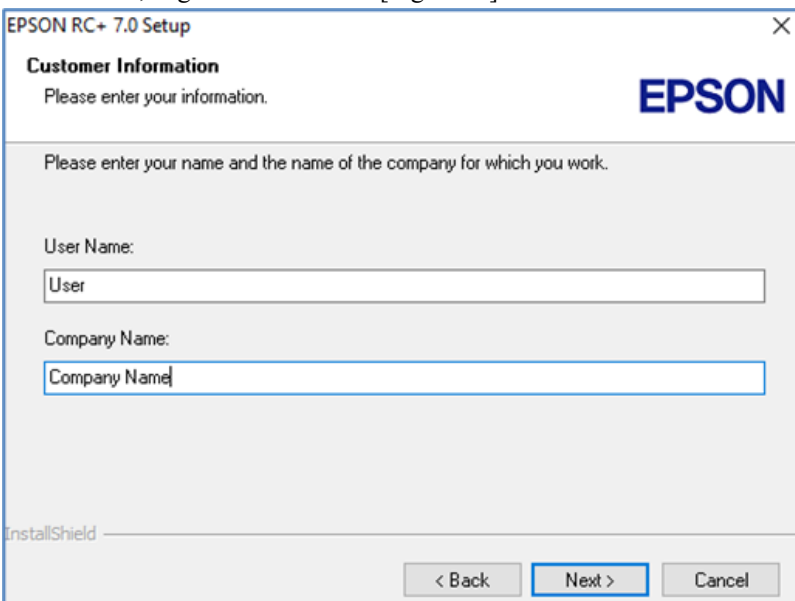 EPSON RC+ 7.0 Setup
Customer Information
Please enter your information.
EPSON
Please enter your name and the name of the company for which you work.
User Name:
User
Company Name:
Company Name
InstallShield
< Back
Next >
Cancel